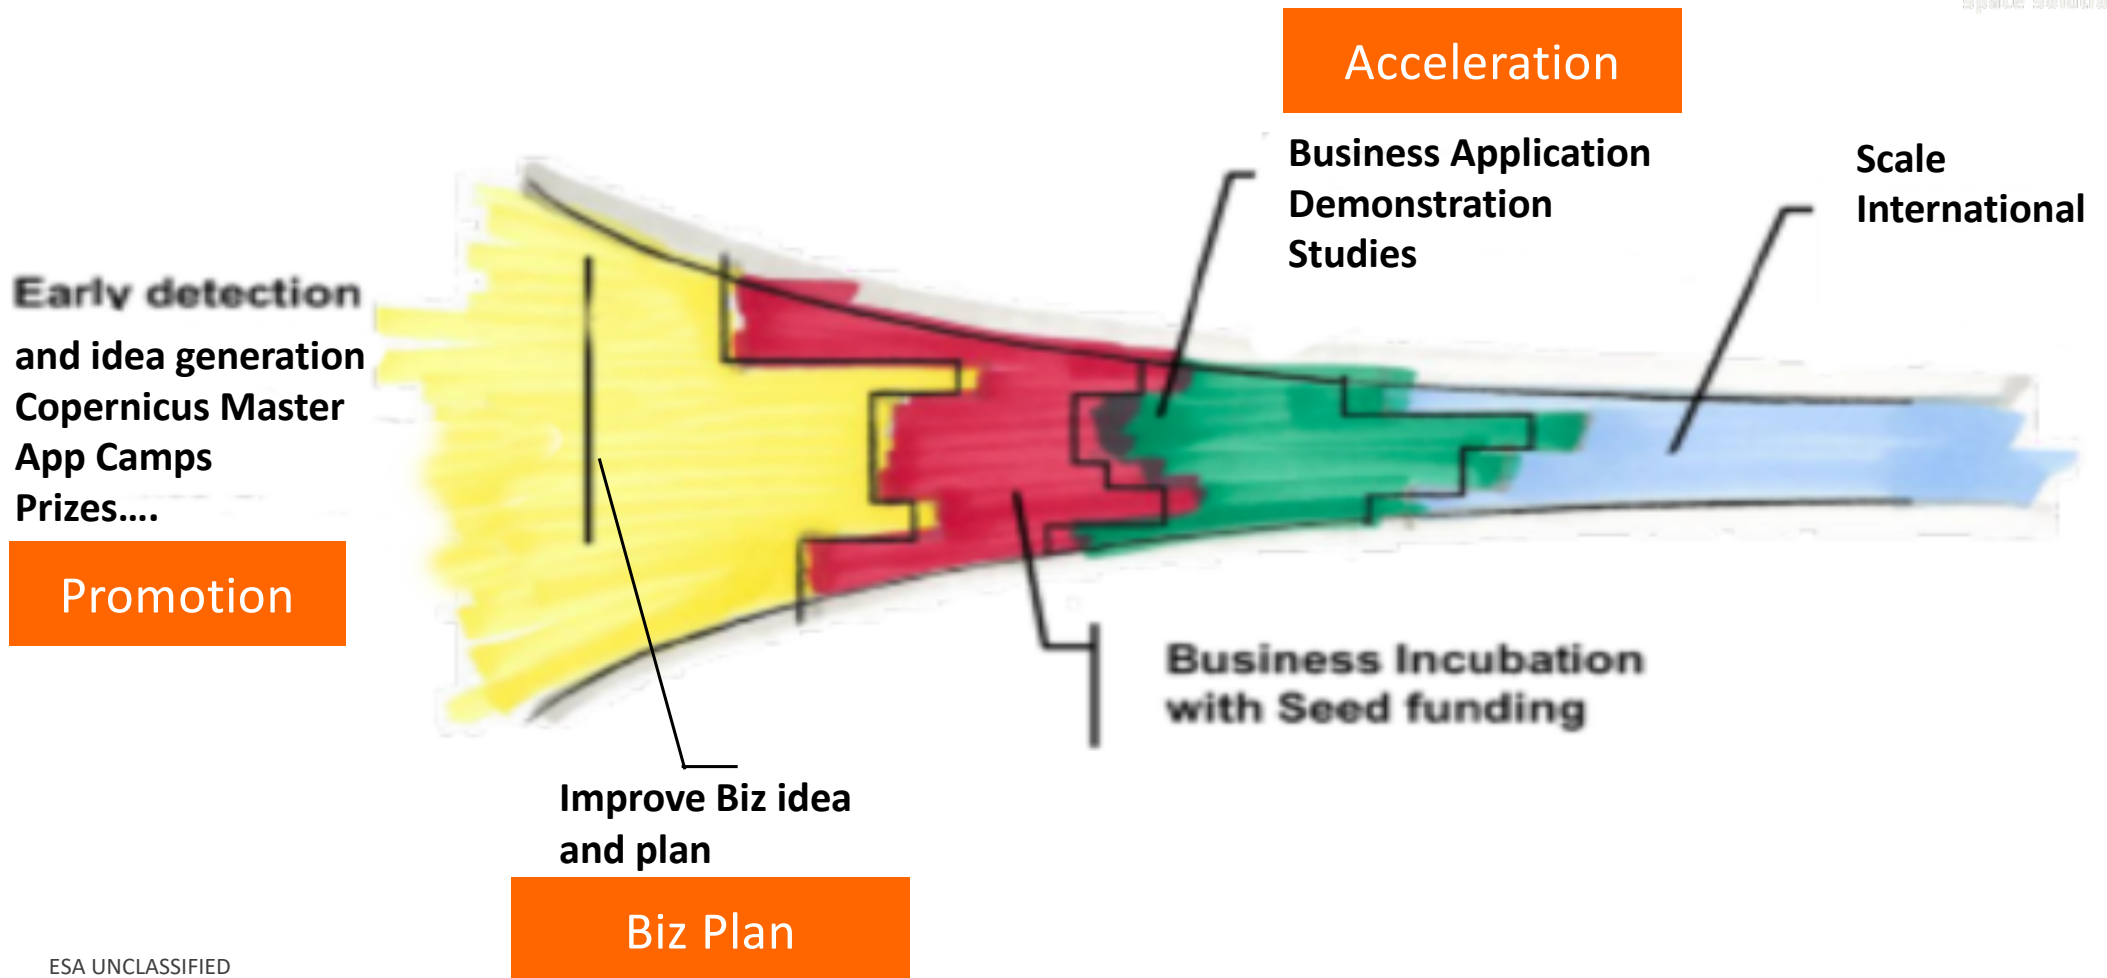 Acceleration
Business Application
Demonstration
Studies
Scale
International
Early detection
and idea generation
Copernicus Master
App Camps
Prizes....
Promotion
Business Incubation
with Seed funding
Improve Biz idea
and plan
Biz Plan
ESA UNCLASSIFIED